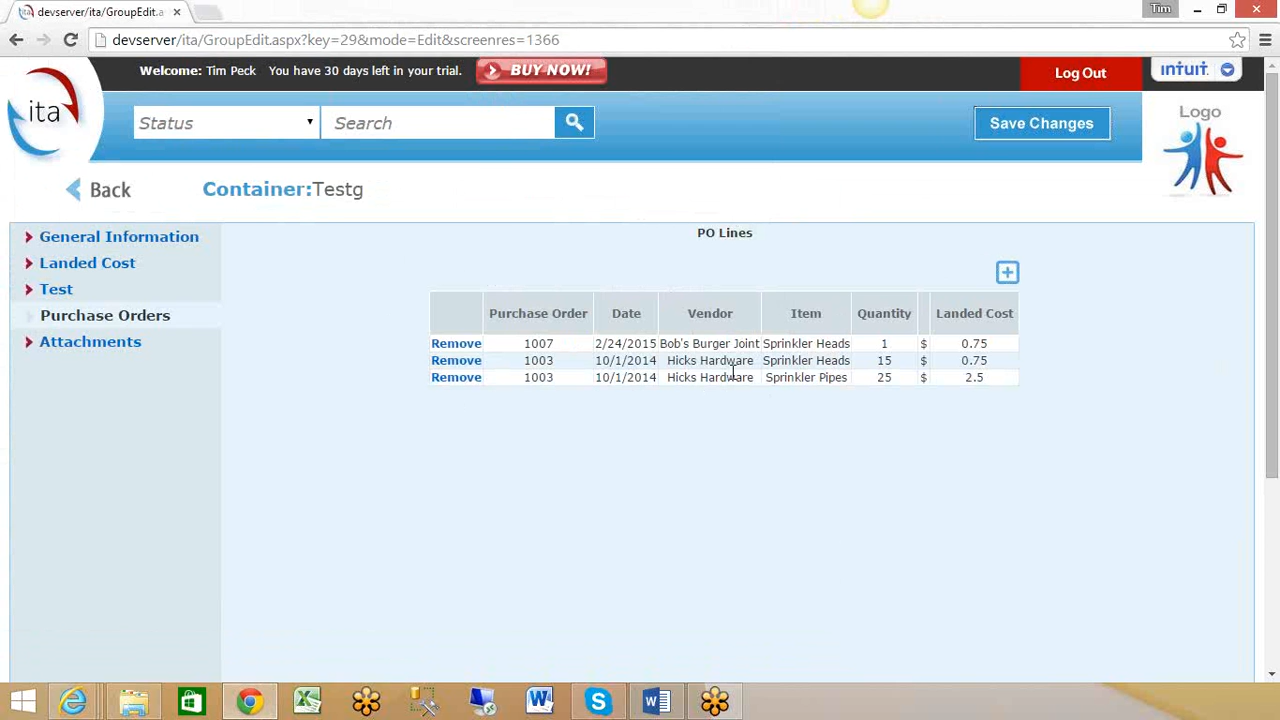 devserver/ita/GroupEdit.a
Tim
devserver/ita/GroupEdit.aspx?key=29&mode=Edit&screenres=1366
Welcome: Tim Peck You have 30 days left in your trial.
BUY NOW!
Log Out
intuit
ita
Status
Search
Save Changes
Logo
Back
Container:Testg
General Information
Landed Cost
Test
Purchase Orders
Attachments
PO Lines
Purchase Order Date Vendor Item Quantity Landed Cost
Remove 1007 2/24/2015 Bob's Burger Joint Sprinkler Heads 1 $ 0.75
Remove 1003 10/1/2014 Hicks Hardware Sprinkler Heads 15 $ 0.75
Remove 1003 10/1/2014 Hicks Hardware Sprinkler Pipes 25 $ 2.5